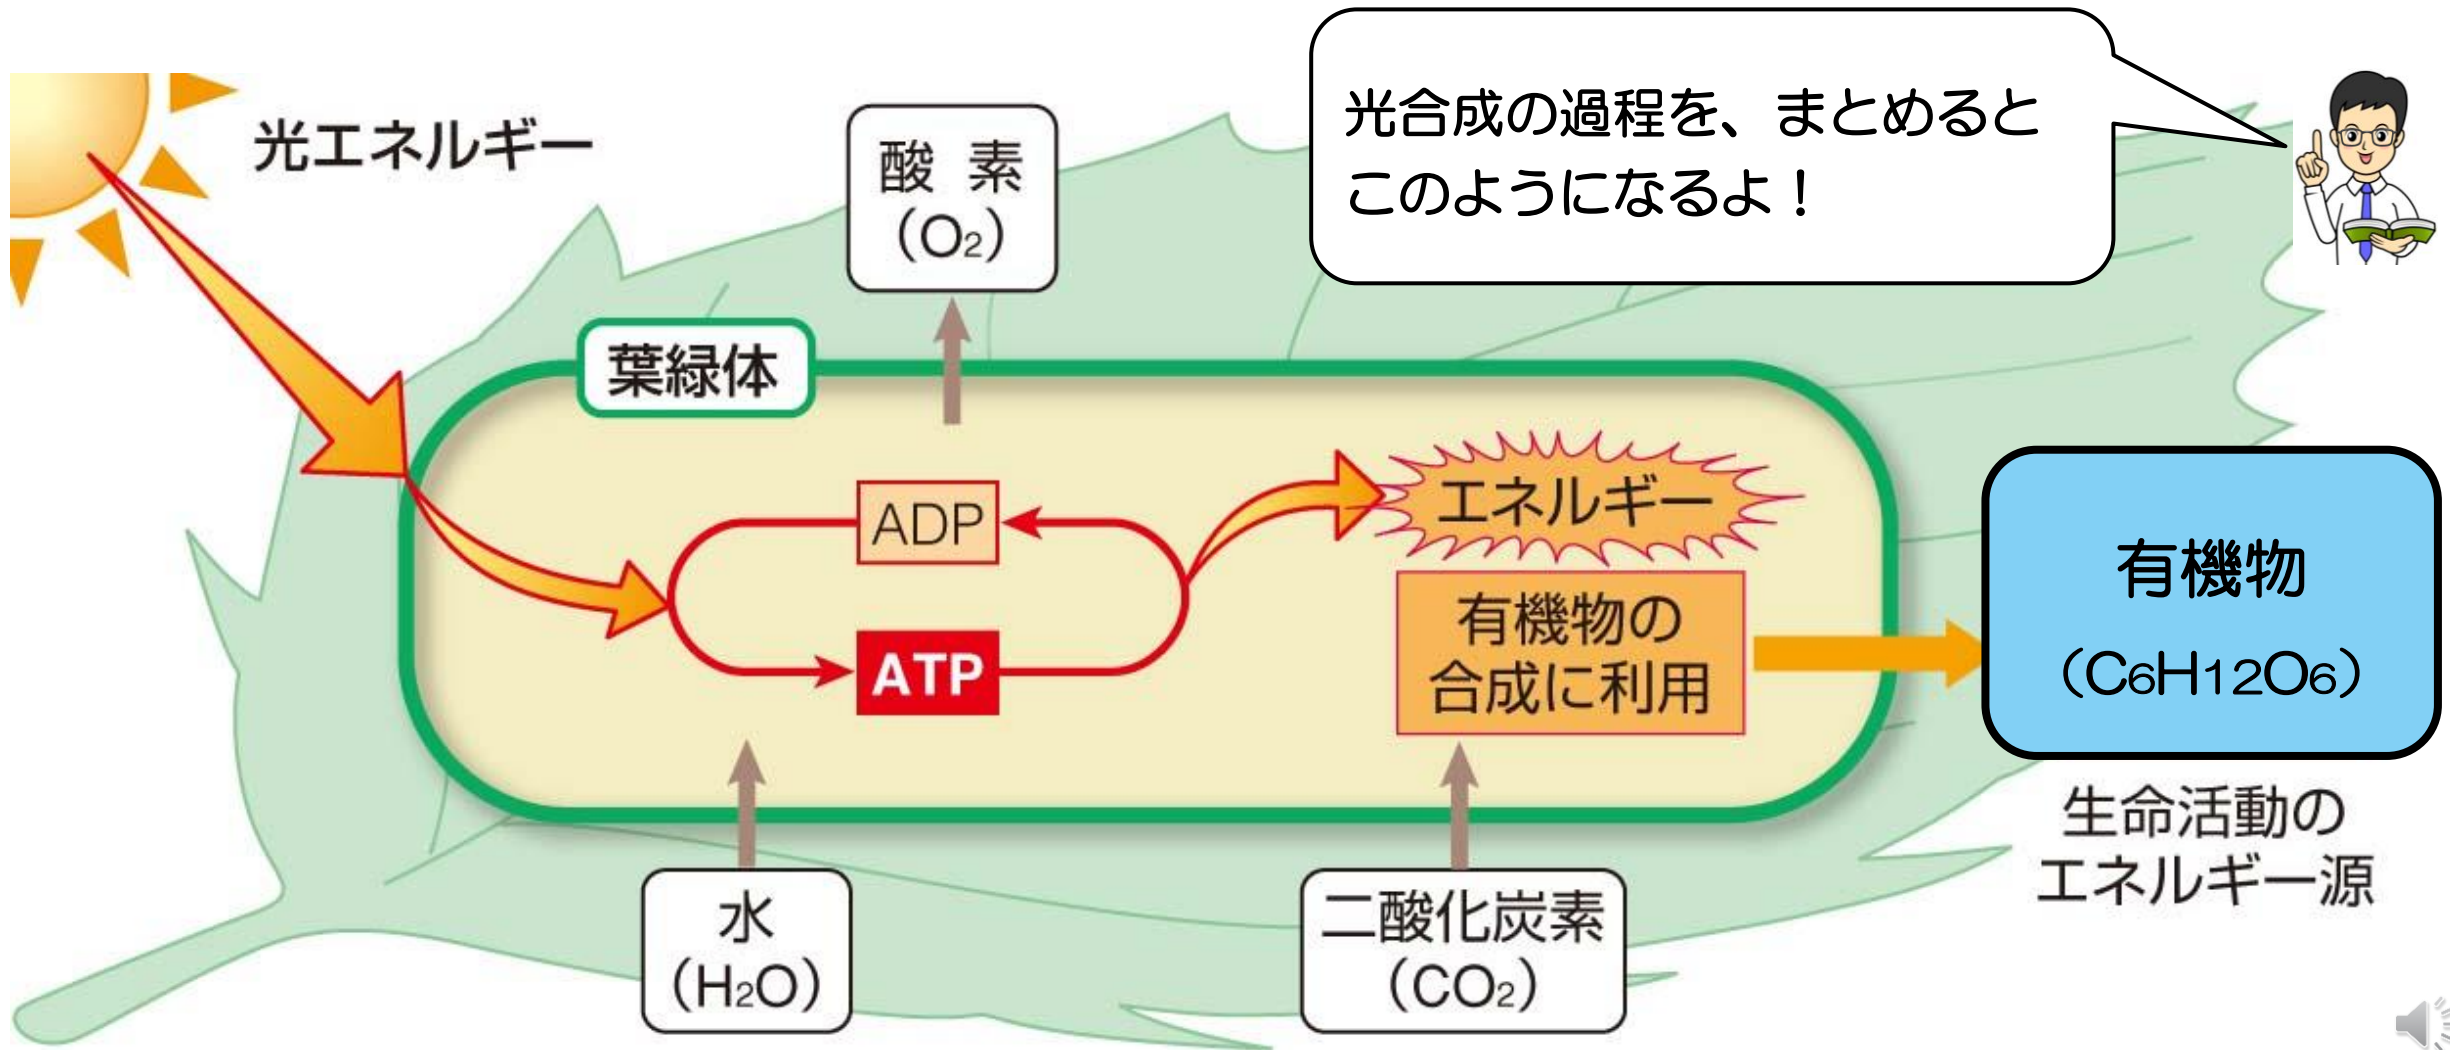 光合成の過程を、まとめると
このようになるよ！
光エネルギー
酸 素
（O2）
葉緑体
ADP
ATP
エネルギー
有機物の
合成に利用
有機物
（C6H12O6）
生命活動の
エネルギー源
水
（H2O）
二酸化炭素
（CO2）